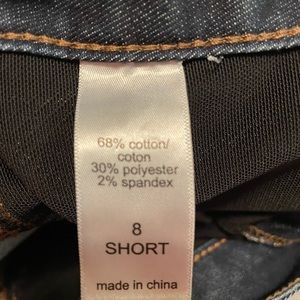 68% cotton/
coton
30% polyester
2% spandex
8
SHORT
made in china